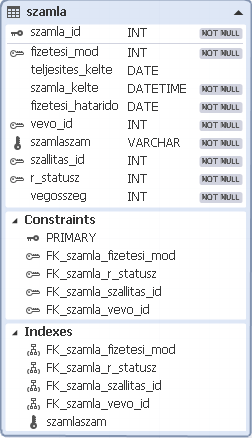 szamla
szamla_id INT NOT NULL
fizetesi_mod INT NOT NULL
teljesites_kelte DATE
szamla_kelte DATETIME NOT NULL
fizetesi_hatarido DATE NOT NULL
vevo_id INT NOT NULL
szamlaszam VARCHAR NOT NULL
szallitas_id INT NOT NULL
r_statusz INT NOT NULL
vegosszeg INT NOT NULL
Constraints
PRIMARY
FK_szamla_fizetesi_mod
FK_szamla_r_statusz
FK_szamla_szallitas_id
FK_szamla_vevo_id
Indexes
FK_szamla_fizetesi_mod
FK_szamla_r_statusz
FK_szamla_szallitas_id
FK_szamla_vevo_id
szamlaszam